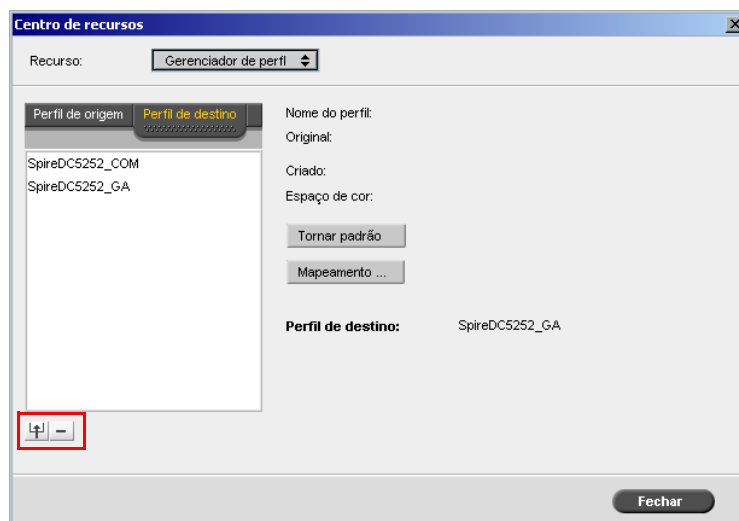 Centro de recursos
Recurso:
Gerenciador de perfl
Perfil de origem
Perfil de destino
SpireDC5252_COM
SpireDC5252_GA
Nome do perfil:
Original:
Criado:
Espaço de cor:
Tornar padrão
Mapeamento ...
Perfil de destino: SpireDC5252_GA
Fechar